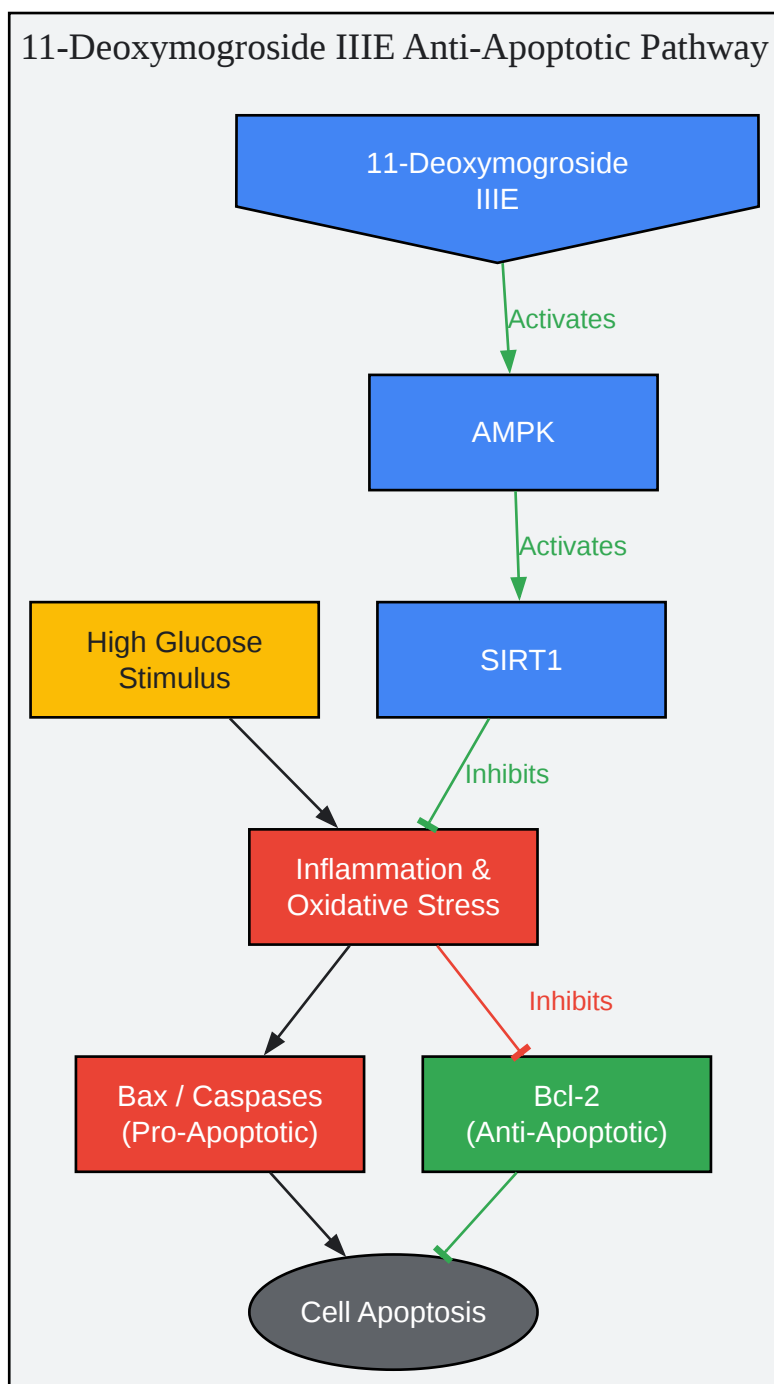 11-Deoxymogroside IIIE Anti-Apoptotic Pathway
11-Deoxymogroside
IIIE
Activates
AMPK
Activates
High Glucose
Stimulus
SIRT1
Inhibits
Inflammation &
Oxidative Stress
Inhibits
Bax / Caspases
(Pro-Apoptotic)
Bcl-2
(Anti-Apoptotic)
Cell Apoptosis